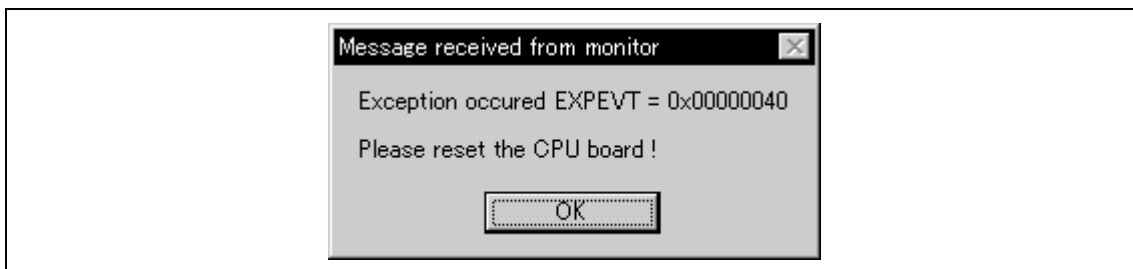 Message received from monitor
Exception occured EXPEVT = 0x00000040
Please reset the CPU board !
OK